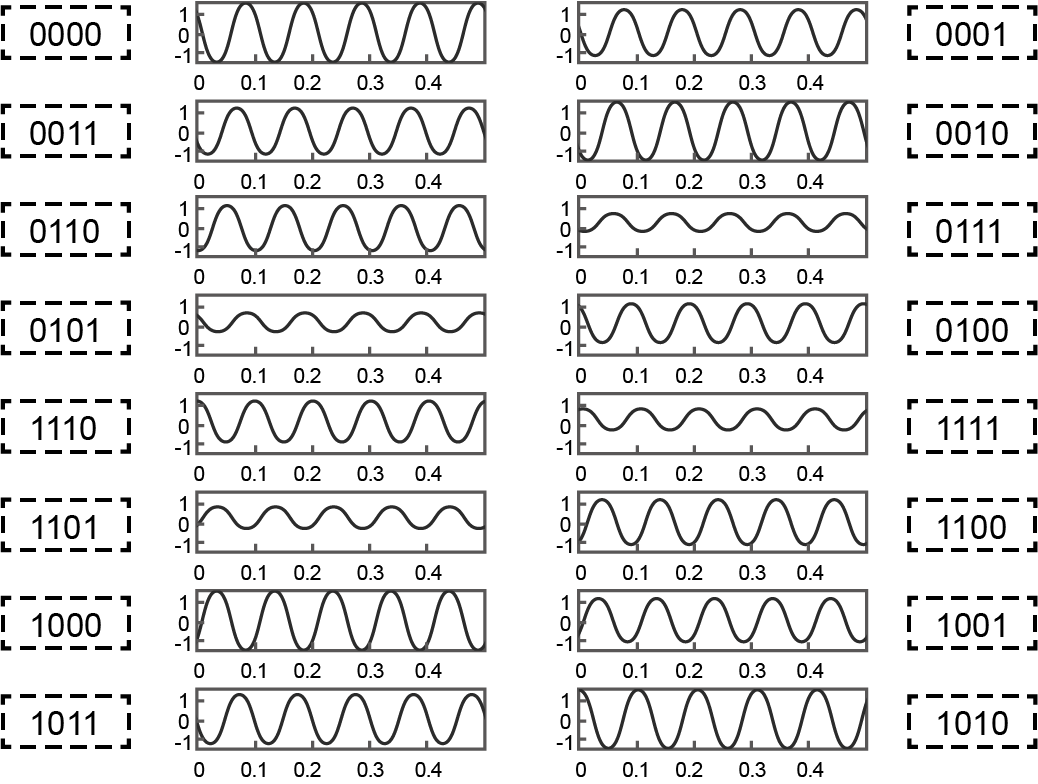 0000 1 0 -1 0 0.1 0.2 0.3 0.4
1 0 -1 0 0.1 0.2 0.3 0.4 0001
0011 1 0 -1 0 0.1 0.2 0.3 0.4
1 0 -1 0 0.1 0.2 0.3 0.4 0010
0110 1 0 -1 0 0.1 0.2 0.3 0.4
1 0 -1 0 0.1 0.2 0.3 0.4 0111
0101 1 0 -1 0 0.1 0.2 0.3 0.4
1 0 -1 0 0.1 0.2 0.3 0.4 0100
1110 1 0 -1 0 0.1 0.2 0.3 0.4
1 0 -1 0 0.1 0.2 0.3 0.4 1111
1101 1 0 -1 0 0.1 0.2 0.3 0.4
1 0 -1 0 0.1 0.2 0.3 0.4 1100
1000 1 0 -1 0 0.1 0.2 0.3 0.4
1 0 -1 0 0.1 0.2 0.3 0.4 1001
1011 1 0 -1 0 0.1 0.2 0.3 0.4
1 0 -1 0 0.1 0.2 0.3 0.4 1010